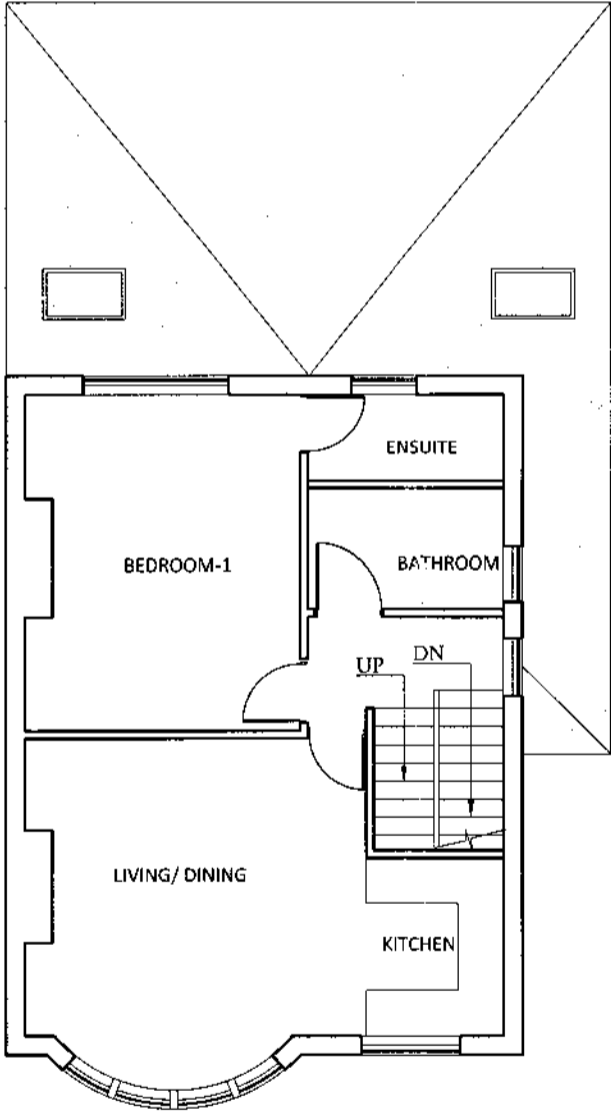 ENSUITE
BEDROOM-1
BATHROOM
UP
DN
LIVING/ DINING
KITCHEN